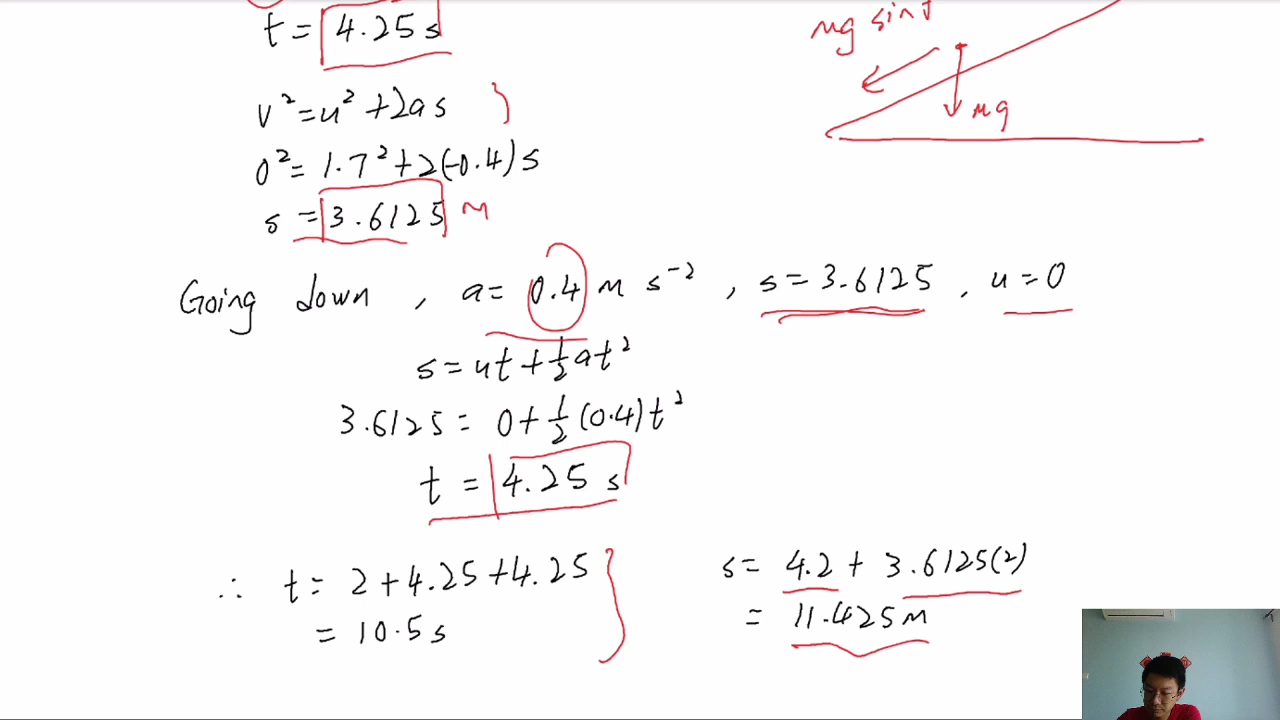 t = 4.25 s
v² = u² + 2as
0² = 1.7² + 2(-0.4)s
s = 3.6125 m
mg sin
mg
Going down, a = 0.4 m s⁻², s = 3.6125, u = 0
s = ut + ½at²
3.6125 = 0 + ½(0.4)t²
t = 4.25 s
∴ t = 2 + 4.25 + 4.25
= 10.5 s
s = 4.2 + 3.6125(2)
= 11.425 m